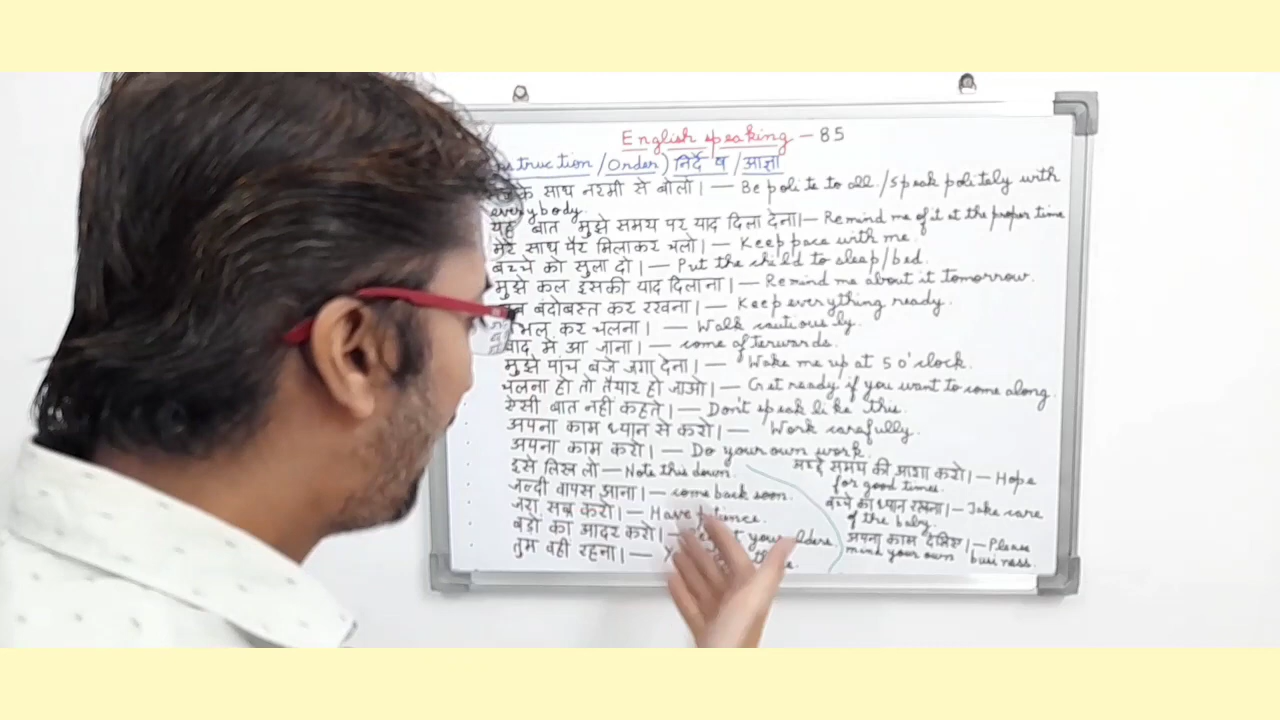 English speaking - 85
/Order) निर्देष/आज्ञा
के साथ नरमी से बोलो। — Be polite to all./Speak politely with
everybody.
यह बात मुझे समय पर याद दिला देना। — Remind me of it at the proper time
मेरे साथ पैर मिलाकर चलो। — Keep pace with me.
बच्चे को सुला दो। — Put the child to sleep/bed.
मुझे कल इसकी याद दिलाना। — Remind me about it tomorrow.
बंदोबस्त कर रखना। — Keep everything ready.
कर चलना। — Walk cautiously.
बाद मे आ जाना। — come afterwards.
मुझे पांच बजे जगा देना। — Wake me up at 5 o'clock.
चलना हो तो तैयार हो जाओ। — Get ready if you want to come along.
ऐसी बात नही कहते। — Don't speak like this.
अपना काम ध्यान से करो। — Work carefully.
अपना काम करो। — Do your own work.
इसे लिख लो — Note this down.
जल्दी वापस आना। — come back soon.
जरा सब्र करो। — Have patience.
बड़ो का आदर करो। — your elders
तुम वही रहना। —
अच्छे समय की आशा करो। — Hope
for good times.
बच्चे का ध्यान रखना। — Take care
of the baby.
अपना काम देखिए। — Please
mind your own business.